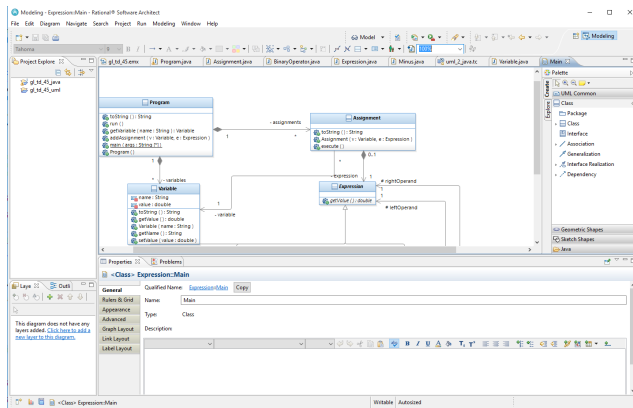 Modeling - Expression::Main - Rational® Software Architect
File Edit Diagram Navigate Search Project Run Modeling Window Help
Model
Modeling
Tahoma 9 B I 100%
Project Explorer
gl_td_45.emx Program.java Assignment.java BinaryOperator.java Expression.java Minus.java uml_2_java.tc Variable.java Main
gl_td_45_java
gl_td_45_uml
Program
toString ( ) : String
run ( )
getVariable ( name : String ) : Variable
addAssignment ( v : Variable, e : Expression )
main ( args : String [*] )
Program ( )
- assignments
1
*
Assignment
toString ( ) : String
Assignment ( v : Variable, e : Expression )
execute ( )
1
* - variables
*
0..1
- expression
1
Variable
name : String
value : double
toString ( ) : String
getValue ( ) : double
Variable ( name : String )
getName ( ) : String
setValue ( value : double )
1
- variable
Expression
getValue ( ) : double
# rightOperand
1
1
# leftOperand
Palette
UML Common
Class
Package
Class
Interface
Association
Generalization
Interface Realization
Dependency
Geometric Shapes
Sketch Shapes
Java
Create
Explore
Laye Outli
This diagram does not have any
layers added. Click here to add a
new layer to this diagram.
Properties Problems
<Class> Expression::Main
General
Rulers & Grid
Appearance
Advanced
Graph Layout
Link Layout
Label Layout
Qualified Name: Expression::Main Copy
Name: Main
Type: Class
Description:
B I U A
<Class> Expression::Main
Writable Autosized